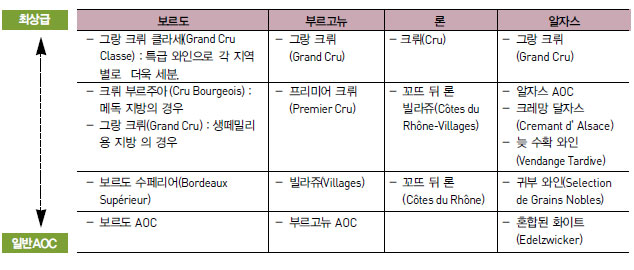 최상급
보르도
부르고뉴
론
알자스
– 그랑 크뤼 클라세(Grand Cru
Classe) : 특급 와인으로 각 지역
별로 더욱 세분.
– 그랑 크뤼
(Grand Cru)
– 크뤼(Cru)
– 그랑 크뤼
(Grand Cru)
– 크뤼 부르주아(Cru Bourgeois) :
메독 지방의 경우
– 그랑 크뤼(Grand Cru) : 생떼밀리
용 지방 의 경우
– 프리미어 크뤼
(Premier Cru)
– 꼬뜨 뒤 론
빌라쥬(Côtes du
Rhône-Villages)
– 알자스 AOC
– 크레망 달자스
(Cremant d’ Alsace)
– 늦 수확 와인
(Vendange Tardive)
– 보르도 수페리어(Bordeaux
Supérieur)
– 빌라쥬(Villages)
– 꼬뜨 뒤 론
(Côtes du Rhône)
– 귀부 와인(Selection
de Grains Nobles)
– 보르도 AOC
– 부르고뉴 AOC
– 혼합된 화이트
(Edelzwicker)
일반AOC